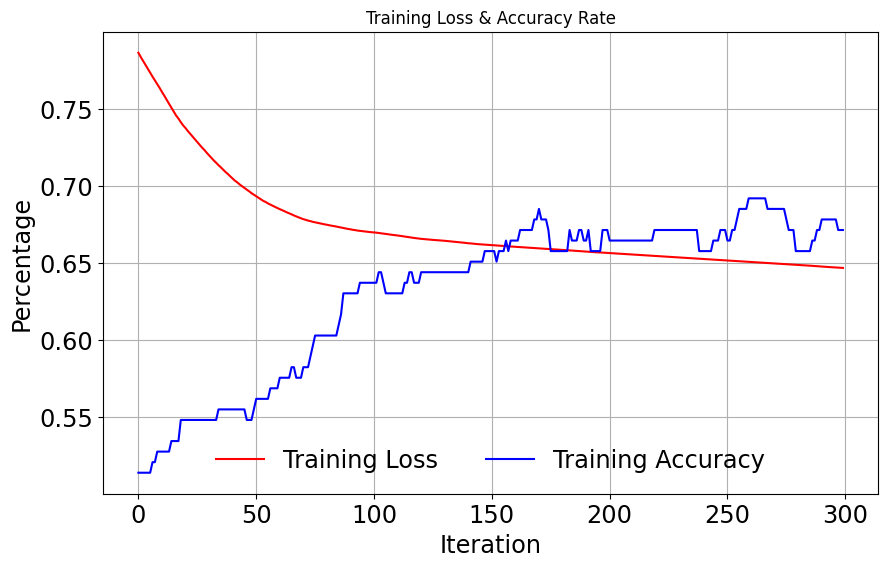 Training Loss & Accuracy Rate
0.75
0.70
0.65
0.60
0.55
Percentage
Training Loss
Training Accuracy
0 50 100 150 200 250 300
Iteration